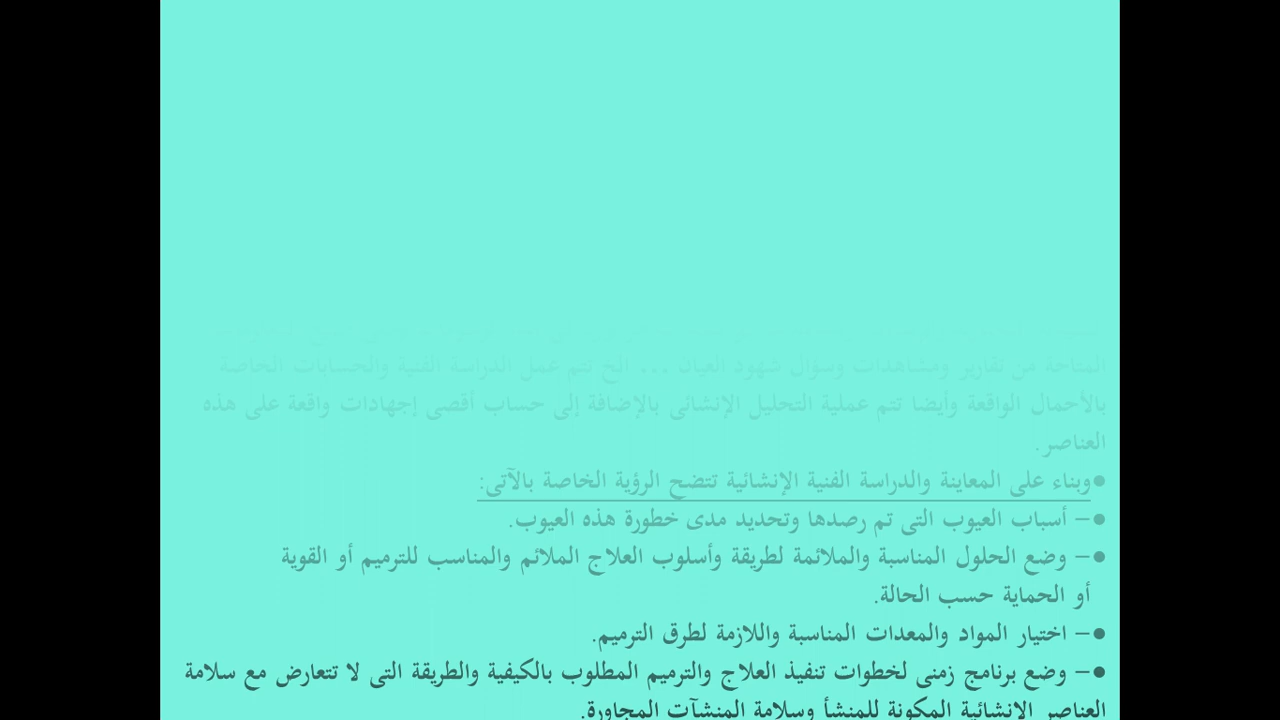 المتاحة من تقارير ومشاهدات وسؤال شهود العيان ... الخ تتم عمل الدراسة الفنية والحسابات الخاصة
بالأحمال الواقعة وأيضا تتم عملية التحليل الإنشائى بالإضافة إلى حساب أقصى إجهادات واقعة على هذه
العناصر.
●وبناء على المعاينة والدراسة الفنية الإنشائية تتضح الرؤية الخاصة بالآتى:
●– أسباب العيوب التى تم رصدها وتحديد مدى خطورة هذه العيوب.
●– وضع الحلول المناسبة والملائمة لطريقة وأسلوب العلاج الملائم والمناسب للترميم أو القوية
أو الحماية حسب الحالة.
●– اختيار المواد والمعدات المناسبة واللازمة لطرق الترميم.
●– وضع برنامج زمنى لخطوات تنفيذ العلاج والترميم المطلوب بالكيفية والطريقة التى لا تتعارض مع سلامة
العناصر الإنشائية المكونة للمنشأ وسلامة المنشآت المجاورة.